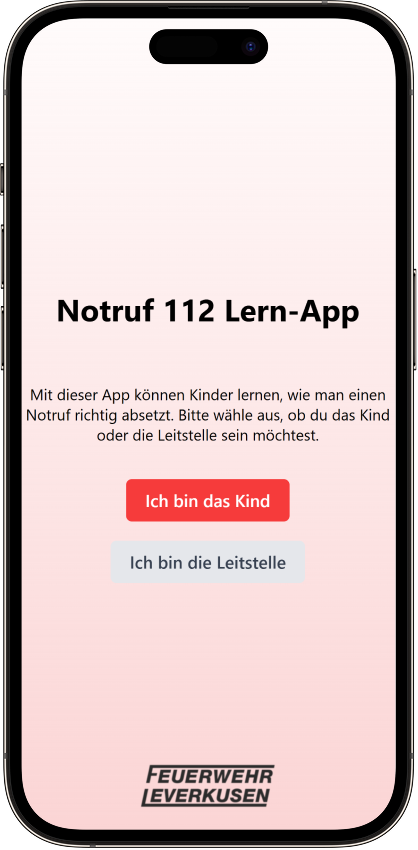 Notruf 112 Lern-App
Mit dieser App können Kinder lernen, wie man einen
Notruf richtig absetzt. Bitte wähle aus, ob du das Kind
oder die Leitstelle sein möchtest.
Ich bin das Kind
Ich bin die Leitstelle
FEUERWEHR
LEVERKUSEN